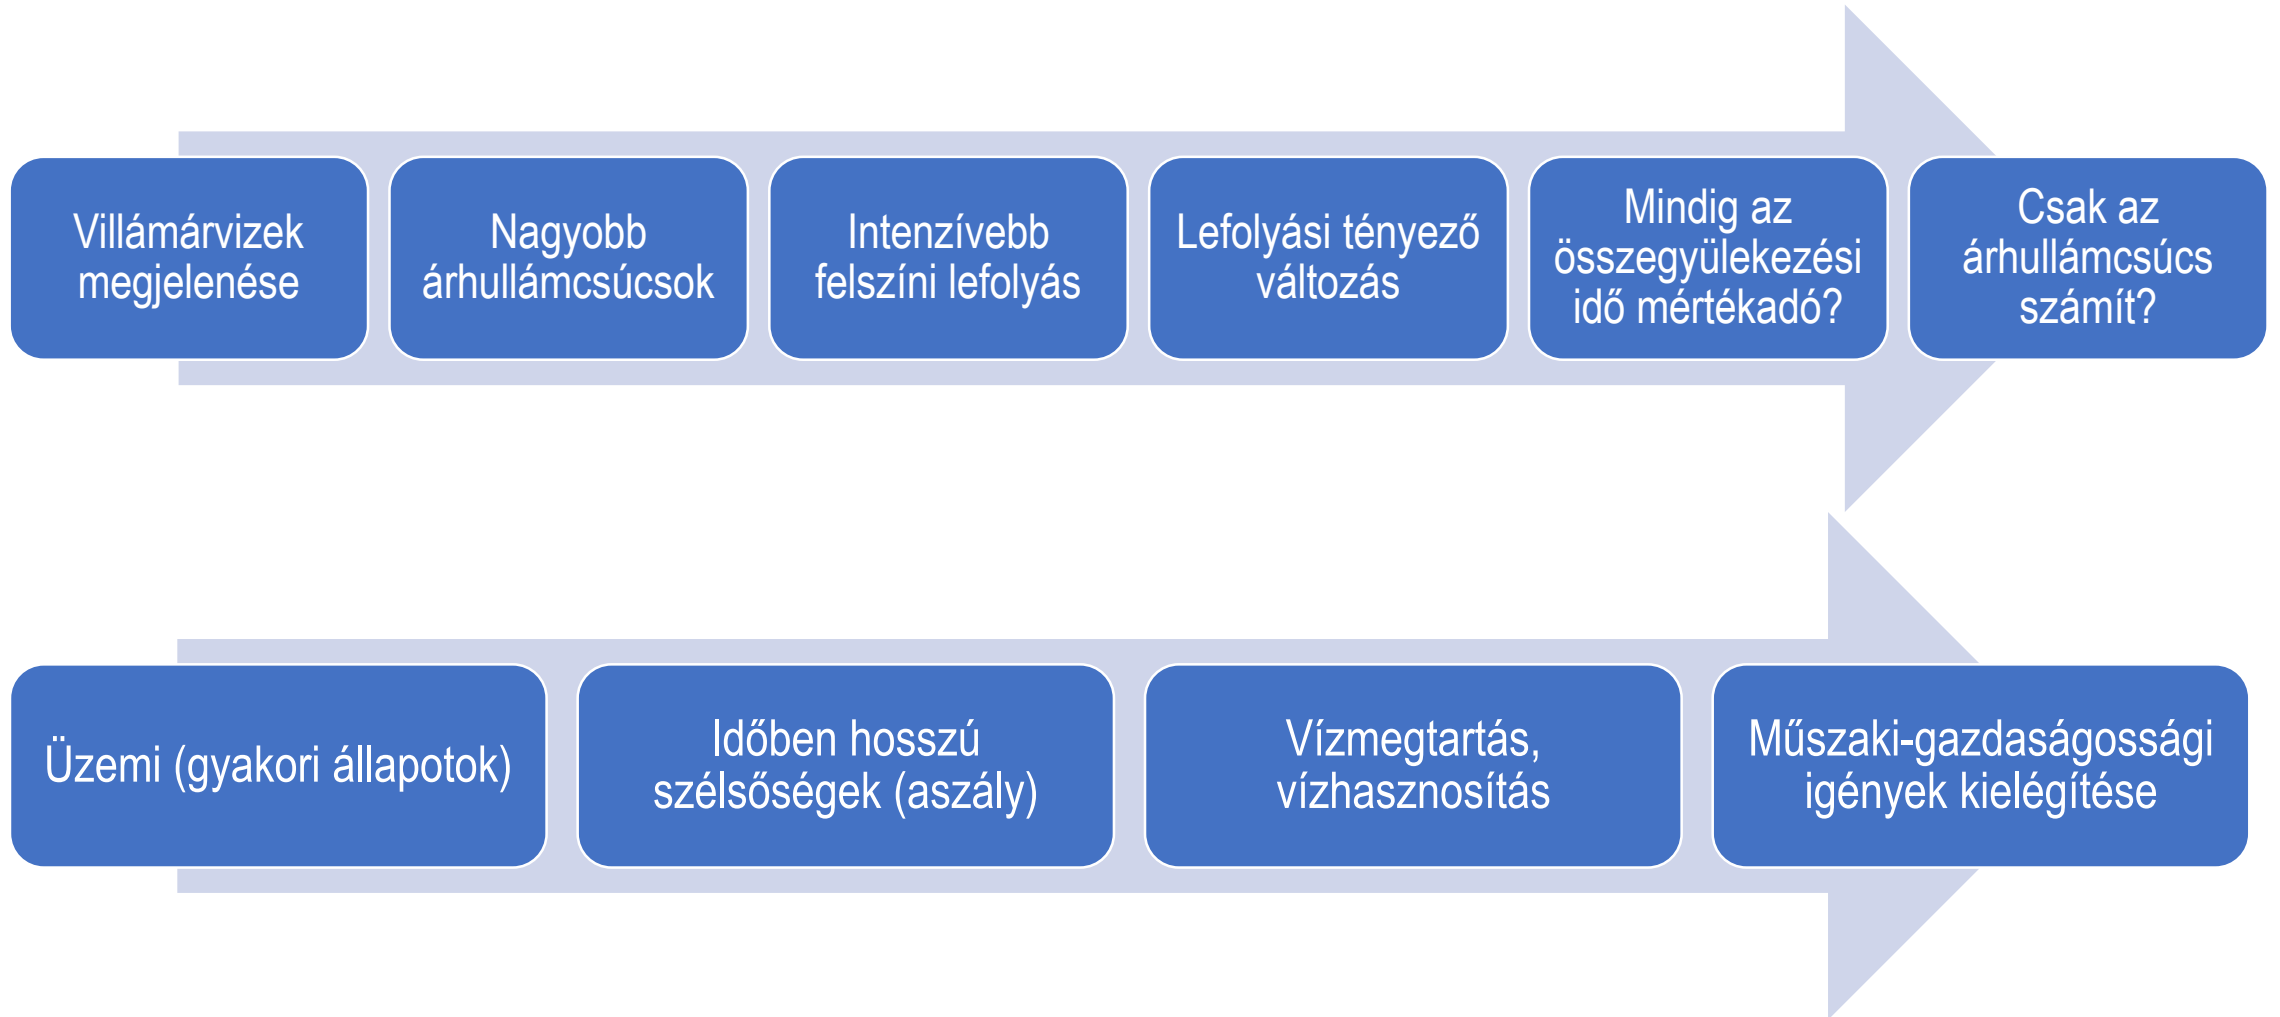 Villámárvizek
megjelenése
Nagyobb
árhullámcsúcsok
Intenzívebb
felszíni lefolyás
Lefolyási tényező
változás
Mindig az
összegyülekezési
idő mértékadó?
Csak az
árhullámcsúcs
számít?
Üzemi (gyakori állapotok)
Időben hosszú
szélsőségek (aszály)
Vízmegtartás,
vízhasznosítás
Műszaki-gazdaságossági
igények kielégítése